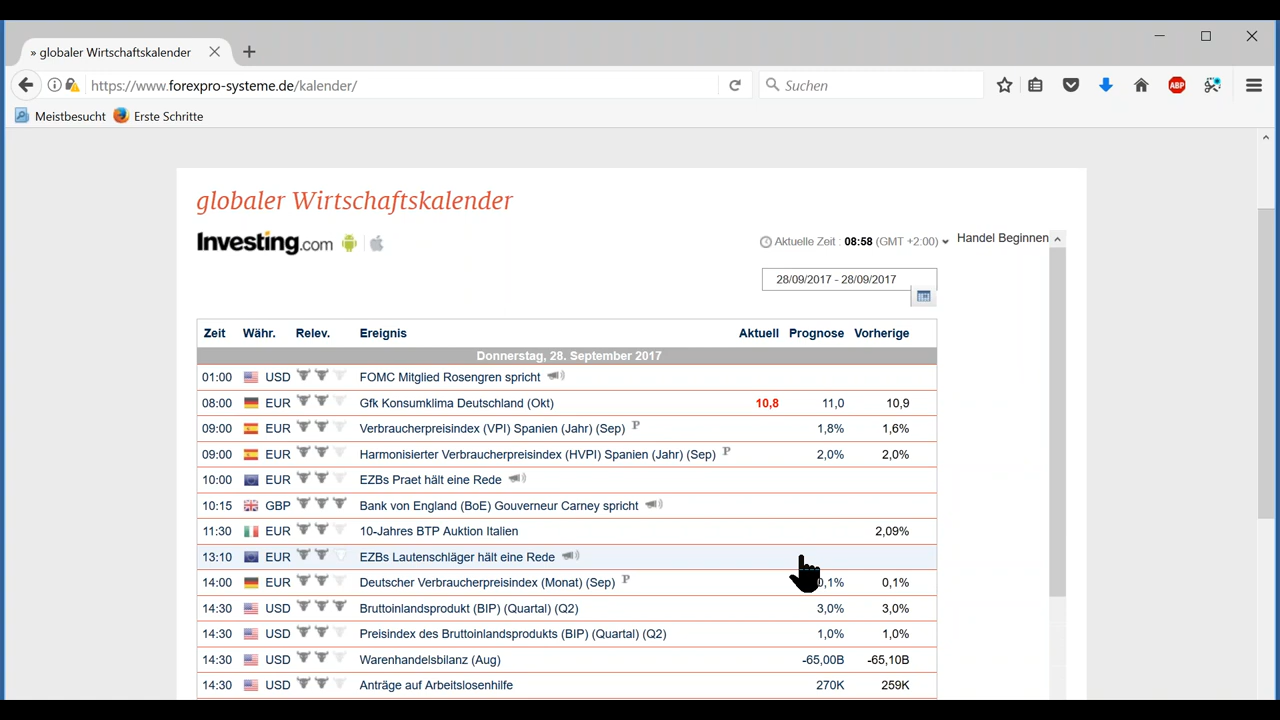 » globaler Wirtschaftskalender
https://www.forexpro-systeme.de/kalender/
Suchen
ABP
Meistbesucht Erste Schritte
globaler Wirtschaftskalender
Investing.com
Aktuelle Zeit : 08:58 (GMT +2:00)
Handel Beginnen
28/09/2017 - 28/09/2017
Zeit Währ. Relev. Ereignis Aktuell Prognose Vorherige
Donnerstag, 28. September 2017
01:00 USD FOMC Mitglied Rosengren spricht
08:00 EUR Gfk Konsumklima Deutschland (Okt) 10,8 11,0 10,9
09:00 EUR Verbraucherpreisindex (VPI) Spanien (Jahr) (Sep) P 1,8% 1,6%
09:00 EUR Harmonisierter Verbraucherpreisindex (HVPI) Spanien (Jahr) (Sep) P 2,0% 2,0%
10:00 EUR EZBs Praet hält eine Rede
10:15 GBP Bank von England (BoE) Gouverneur Carney spricht
11:30 EUR 10-Jahres BTP Auktion Italien 2,09%
13:10 EUR EZBs Lautenschläger hält eine Rede
14:00 EUR Deutscher Verbraucherpreisindex (Monat) (Sep) P 0,1% 0,1%
14:30 USD Bruttoinlandsprodukt (BIP) (Quartal) (Q2) 3,0% 3,0%
14:30 USD Preisindex des Bruttoinlandsprodukts (BIP) (Quartal) (Q2) 1,0% 1,0%
14:30 USD Warenhandelsbilanz (Aug) -65,00B -65,10B
14:30 USD Anträge auf Arbeitslosenhilfe 270K 259K